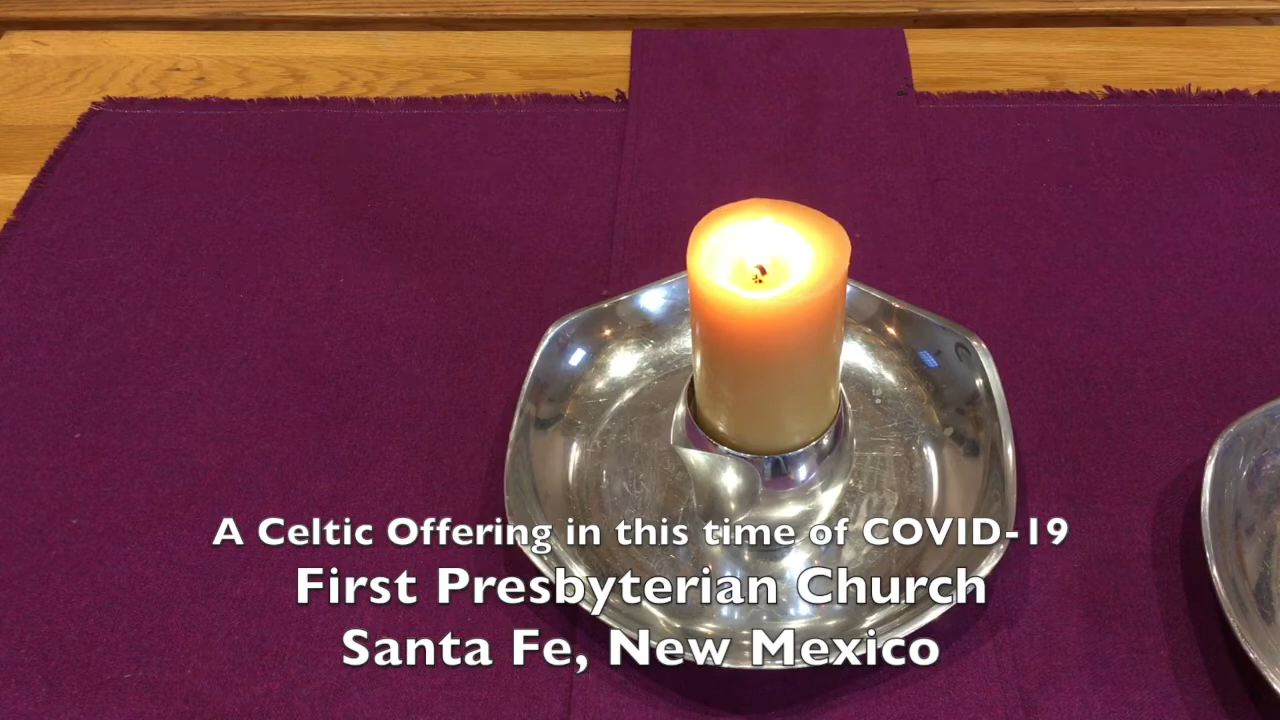 A Celtic Offering in this time of COVID-19
First Presbyterian Church
Santa Fe, New Mexico